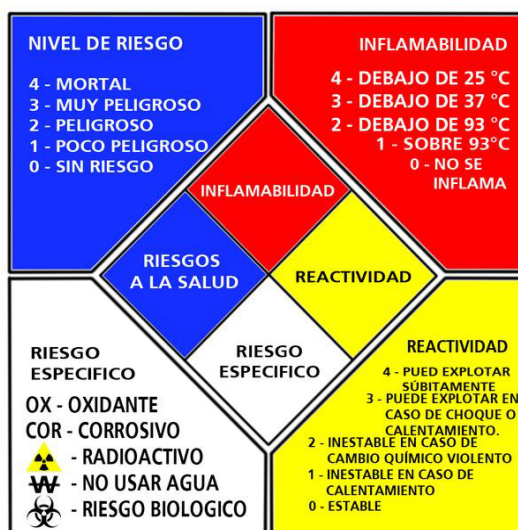 NIVEL DE RIESGO
4 - MORTAL
3 - MUY PELIGROSO
2 - PELIGROSO
1 - POCO PELIGROSO
0 - SIN RIESGO
INFLAMABILIDAD
4 - DEBAJO DE 25 °C
3 - DEBAJO DE 37 °C
2 - DEBAJO DE 93 °C
1 - SOBRE 93°C
0 - NO SE
INFLAMA
INFLAMABILIDAD
RIESGOS
A LA SALUD
REACTIVIDAD
RIESGO
ESPECIFICO
RIESGO
ESPECIFICO
OX - OXIDANTE
COR - CORROSIVO
- RADIOACTIVO
W - NO USAR AGUA
- RIESGO BIOLOGICO
REACTIVIDAD
4 - PUED EXPLOTAR
SÚBITAMENTE
3 - PUEDE EXPLOTAR EN
CASO DE CHOQUE O
CALENTAMIENTO.
2 - INESTABLE EN CASO DE
CAMBIO QUÍMICO VIOLENTO
1 - INESTABLE EN CASO DE
CALENTAMIENTO
0 - ESTABLE